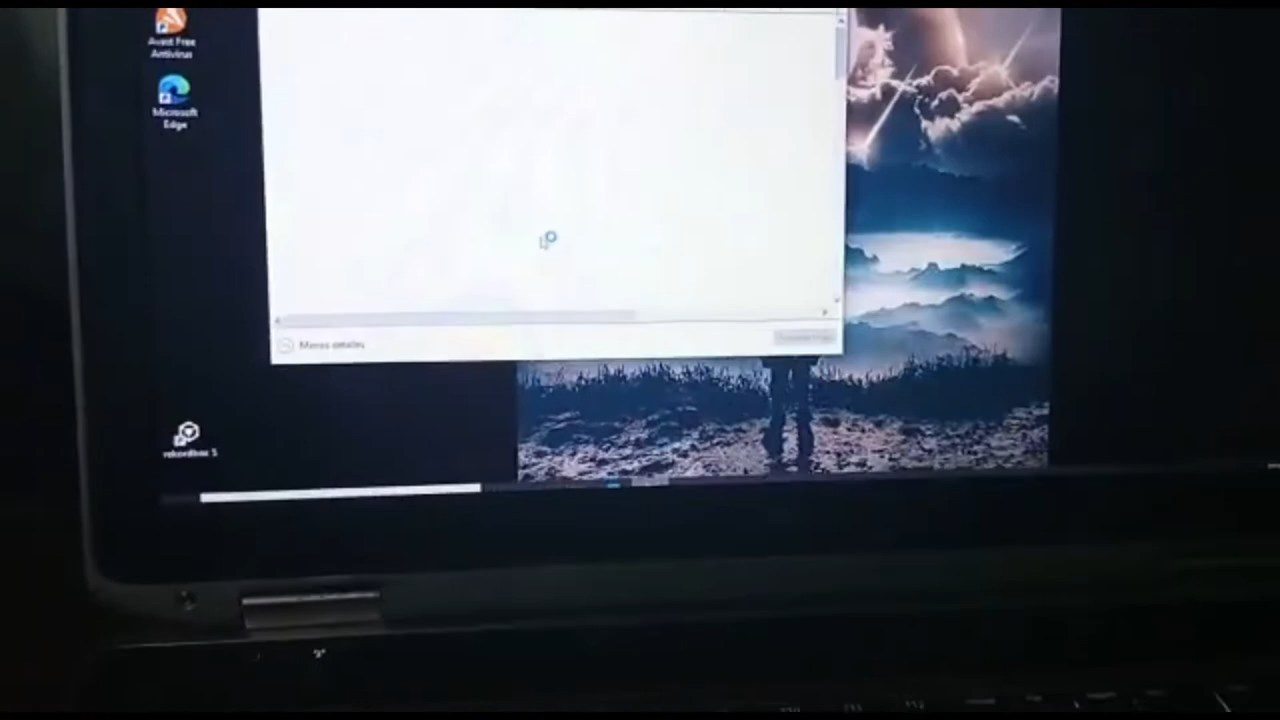 Avast Free
Antivirus
Microsoft
Edge
Menos detalles
rekordbox 5